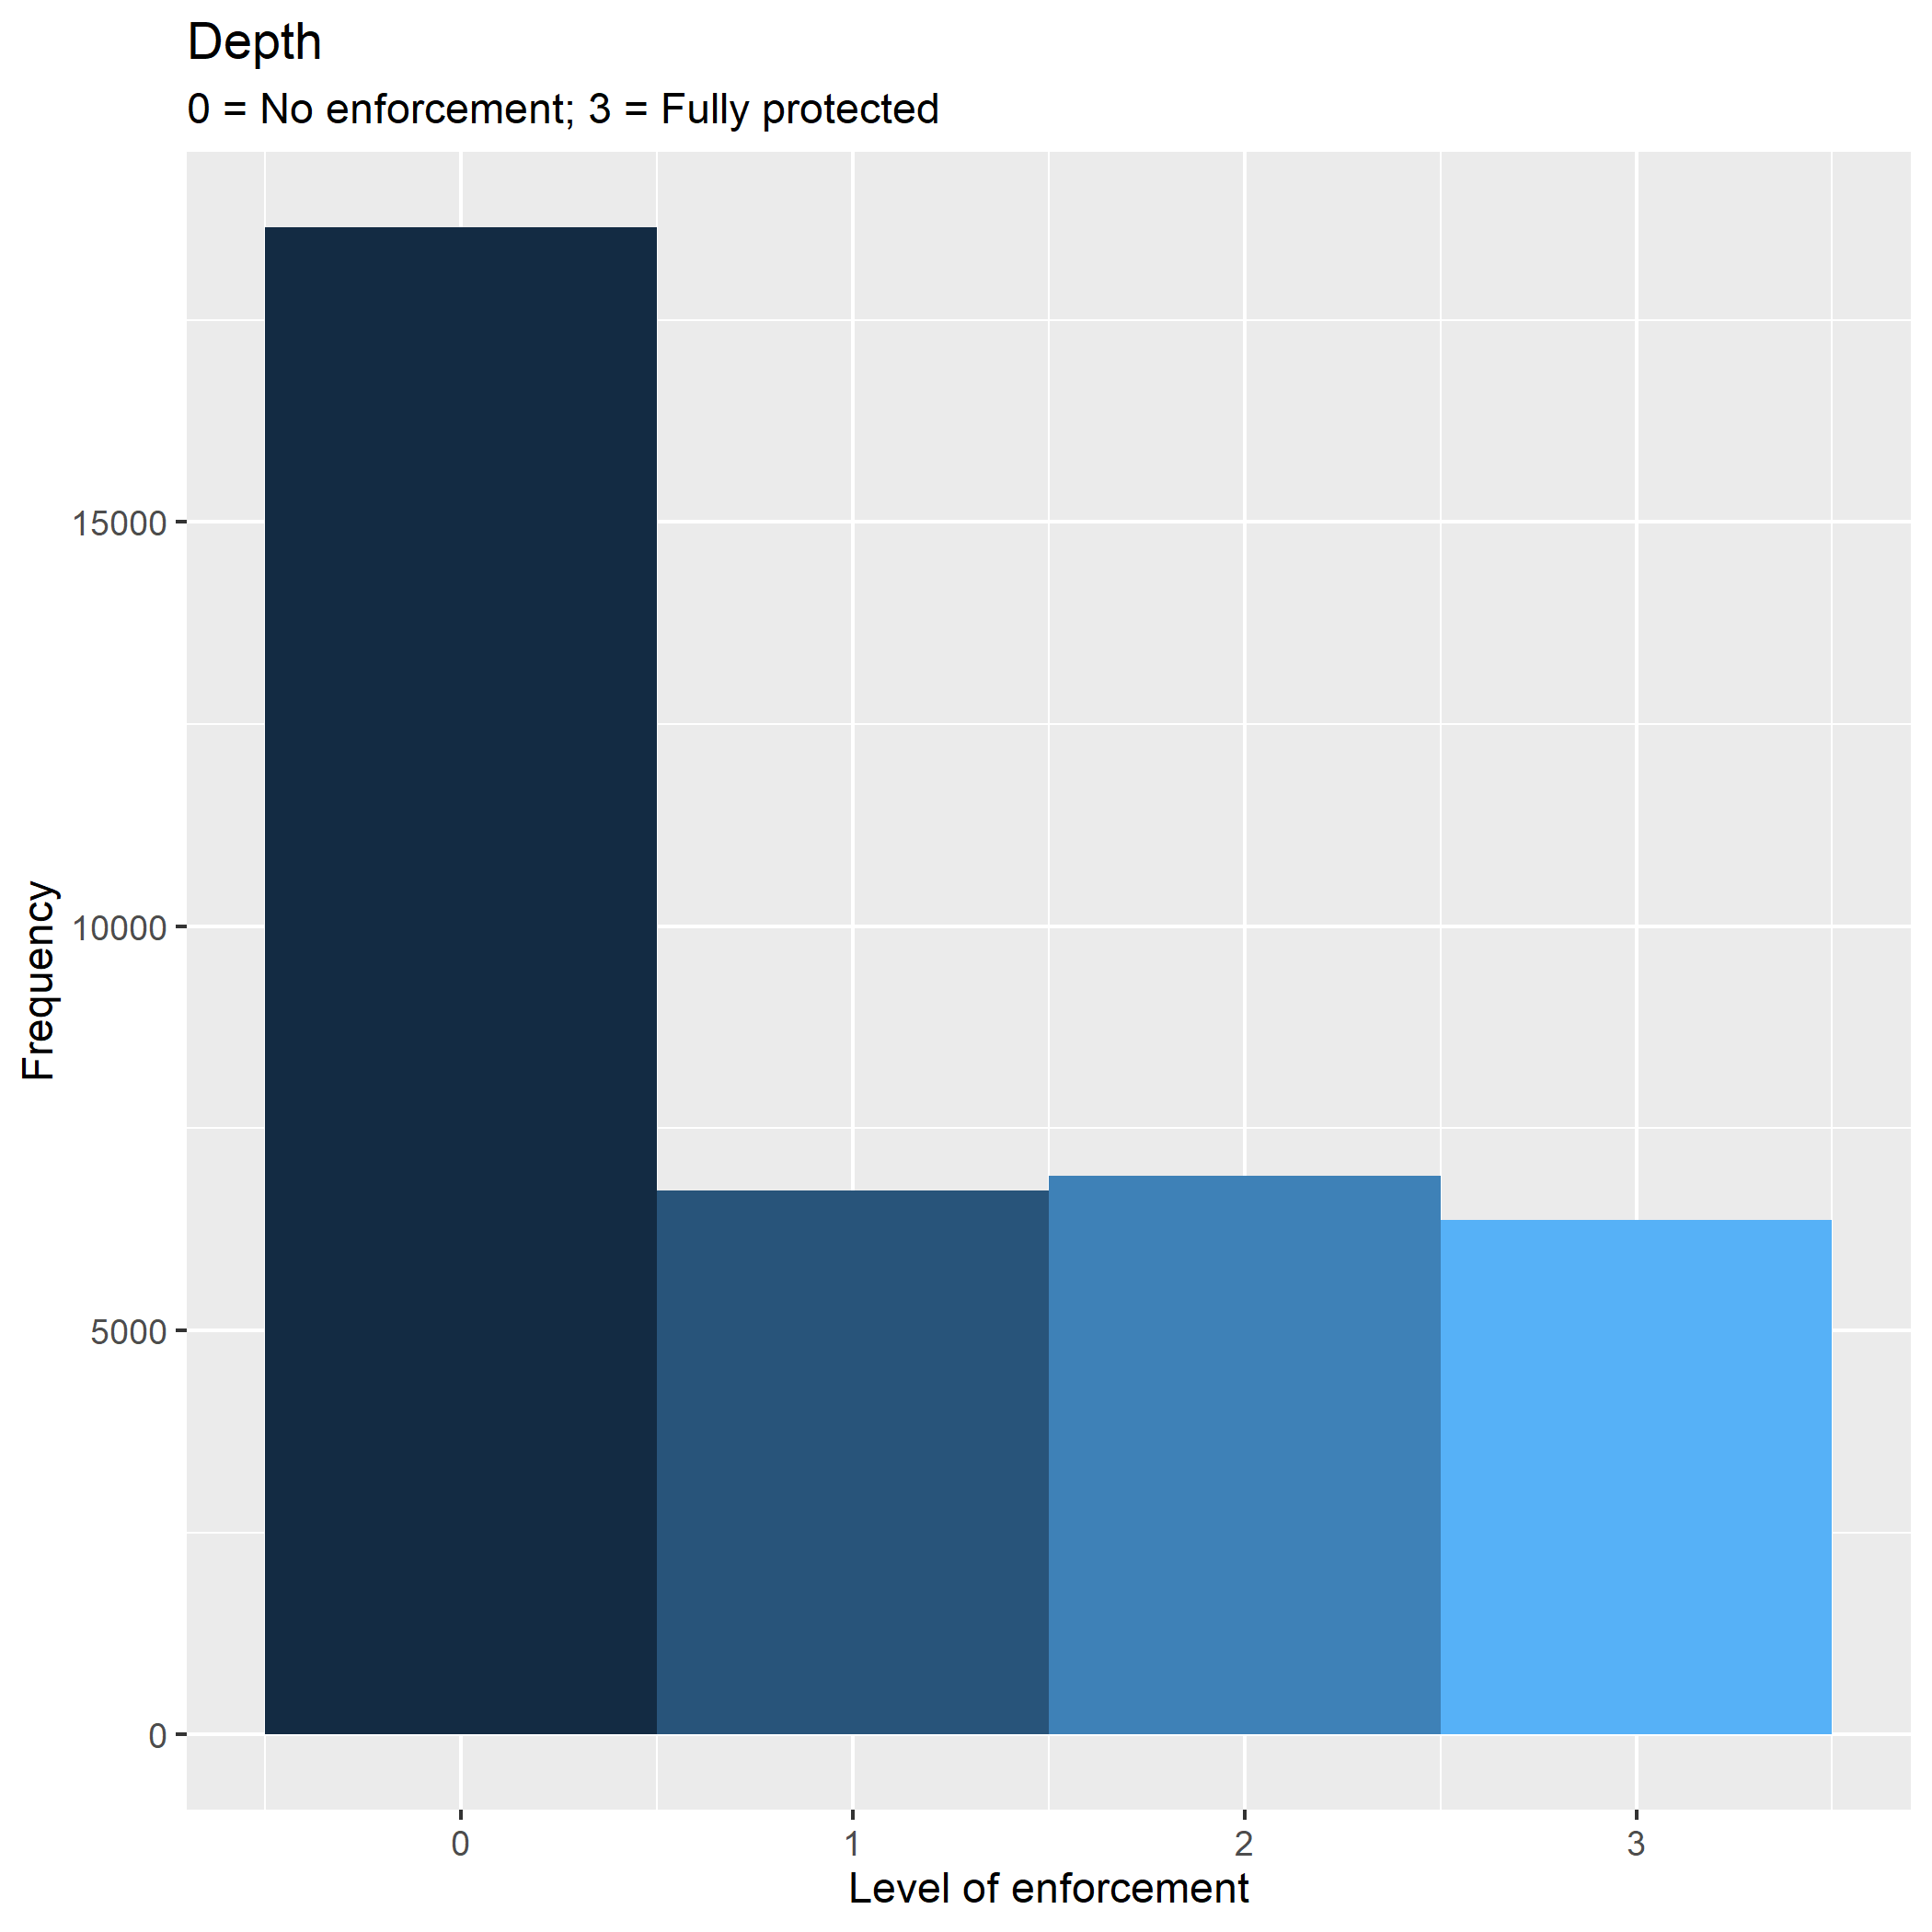 Depth
0 = No enforcement; 3 = Fully protected
Frequency
15000
10000
5000
0
0 1 2 3
Level of enforcement